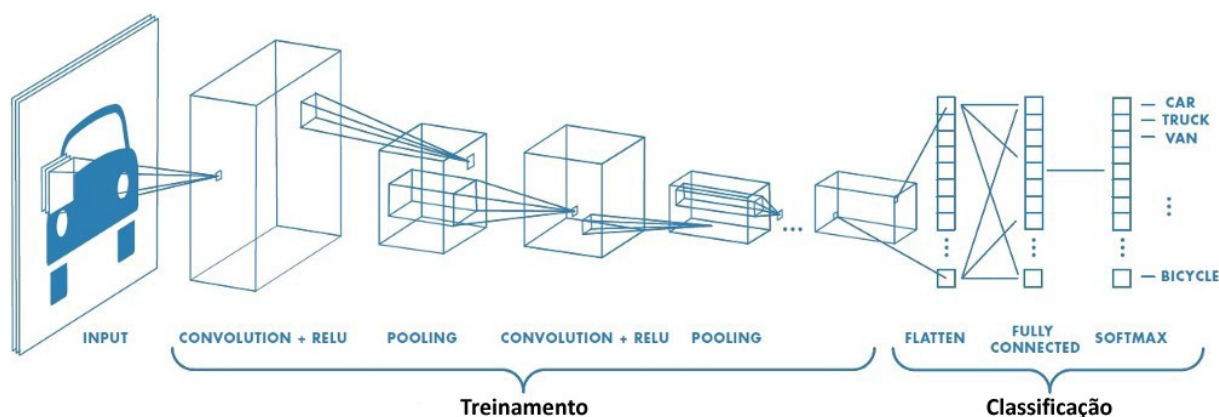 CAR
TRUCK
VAN
BICYCLE
INPUT
CONVOLUTION + RELU
POOLING
CONVOLUTION + RELU
POOLING
FLATTEN
FULLY
CONNECTED
SOFTMAX
Treinamento
Classificação